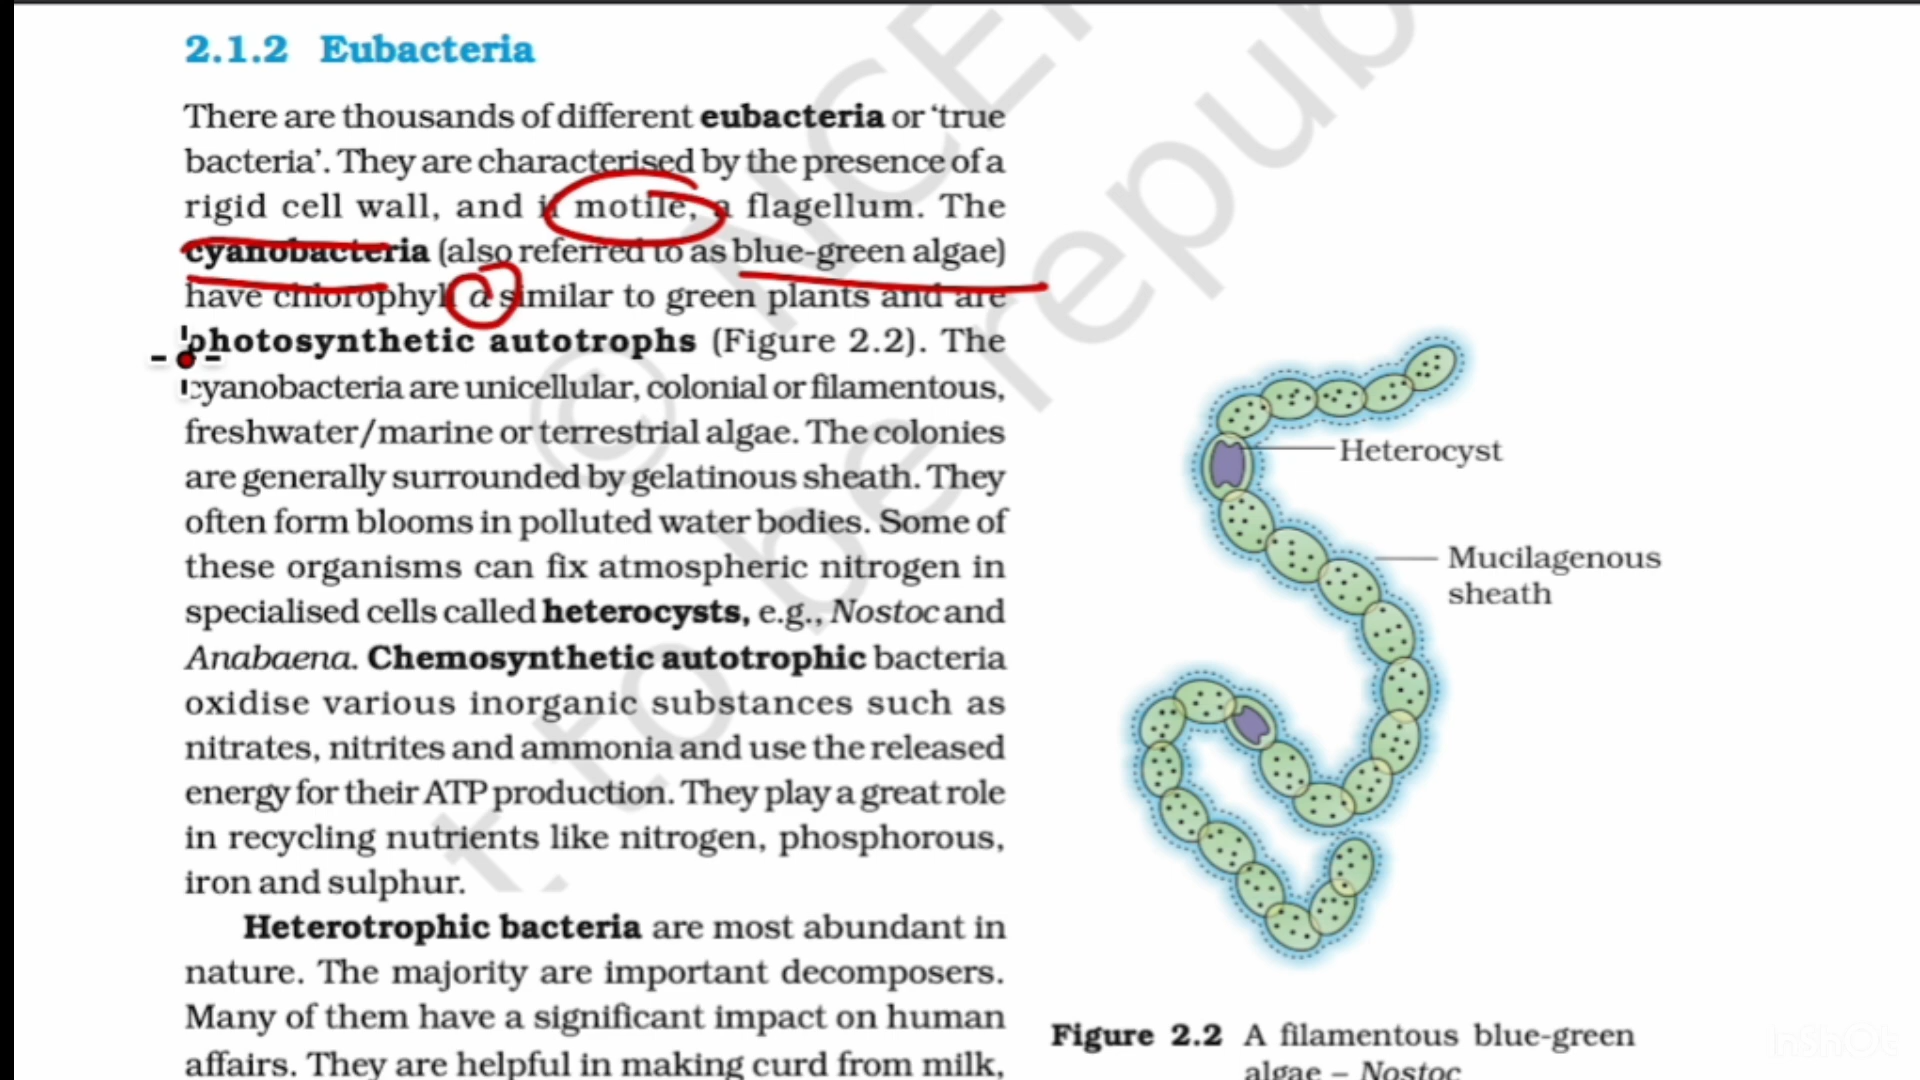 2.1.2 Eubacteria
There are thousands of different eubacteria or ‘true
bacteria’. They are characterised by the presence of a
rigid cell wall, and if motile, a flagellum. The
cyanobacteria (also referred to as blue-green algae)
have chlorophyll a similar to green plants and are
photosynthetic autotrophs (Figure 2.2). The
cyanobacteria are unicellular, colonial or filamentous,
freshwater/marine or terrestrial algae. The colonies
are generally surrounded by gelatinous sheath. They
often form blooms in polluted water bodies. Some of
these organisms can fix atmospheric nitrogen in
specialised cells called heterocysts, e.g., Nostoc and
Anabaena. Chemosynthetic autotrophic bacteria
oxidise various inorganic substances such as
nitrates, nitrites and ammonia and use the released
energy for their ATP production. They play a great role
in recycling nutrients like nitrogen, phosphorous,
iron and sulphur.
Heterotrophic bacteria are most abundant in
nature. The majority are important decomposers.
Many of them have a significant impact on human
affairs. They are helpful in making curd from milk,
Heterocyst
Mucilagenous
sheath
Figure 2.2 A filamentous blue-green
algae – Nostoc
© NCER
t to be repub
InShOt